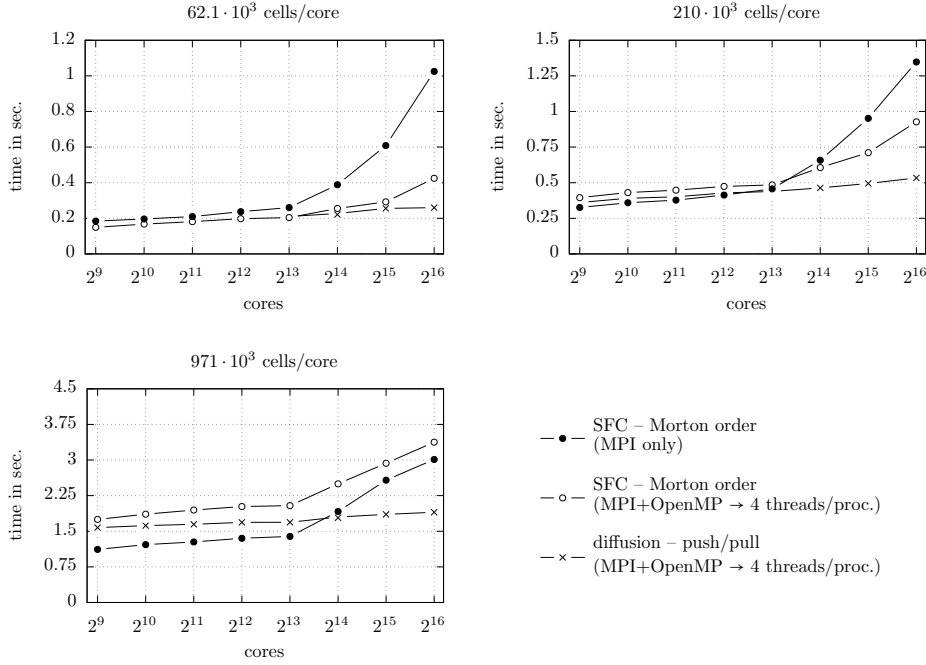 62.1 · 10³ cells/core
1.2
1
0.8
0.6
0.4
0.2
0
time in sec.
2⁹ 2¹⁰ 2¹¹ 2¹² 2¹³ 2¹⁴ 2¹⁵ 2¹⁶
cores
210 · 10³ cells/core
1.5
1.25
1
0.75
0.5
0.25
0
time in sec.
2⁹ 2¹⁰ 2¹¹ 2¹² 2¹³ 2¹⁴ 2¹⁵ 2¹⁶
cores
971 · 10³ cells/core
4.5
3.75
3
2.25
1.5
0.75
0
time in sec.
2⁹ 2¹⁰ 2¹¹ 2¹² 2¹³ 2¹⁴ 2¹⁵ 2¹⁶
cores
SFC – Morton order
(MPI only)
SFC – Morton order
(MPI+OpenMP → 4 threads/proc.)
diffusion – push/pull
(MPI+OpenMP → 4 threads/proc.)